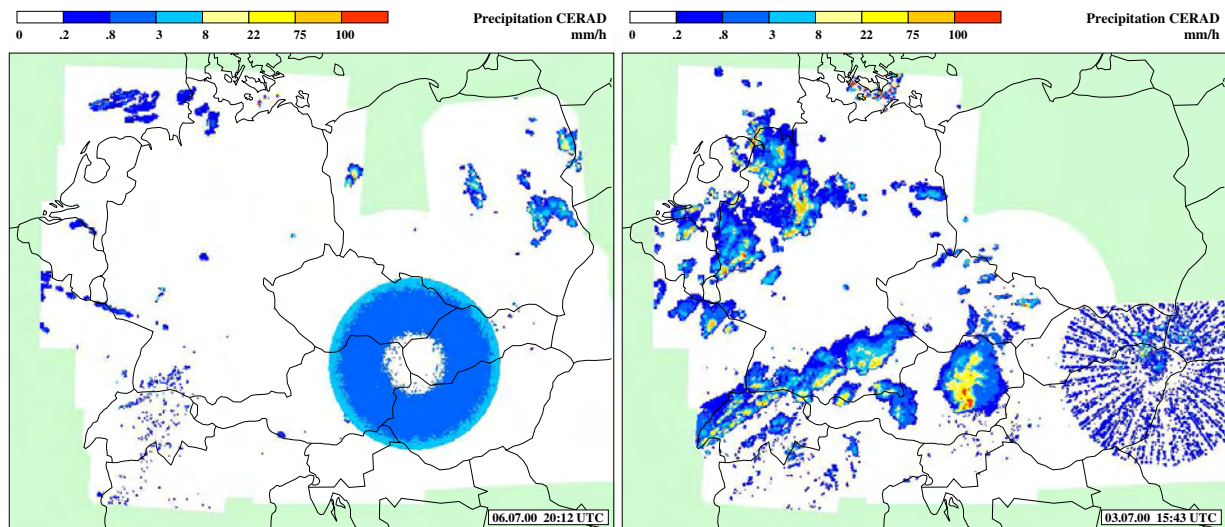 Precipitation CERAD
0 .2 .8 3 8 22 75 100 mm/h
06.07.00 20:12 UTC
Precipitation CERAD
0 .2 .8 3 8 22 75 100 mm/h
03.07.00 15:43 UTC